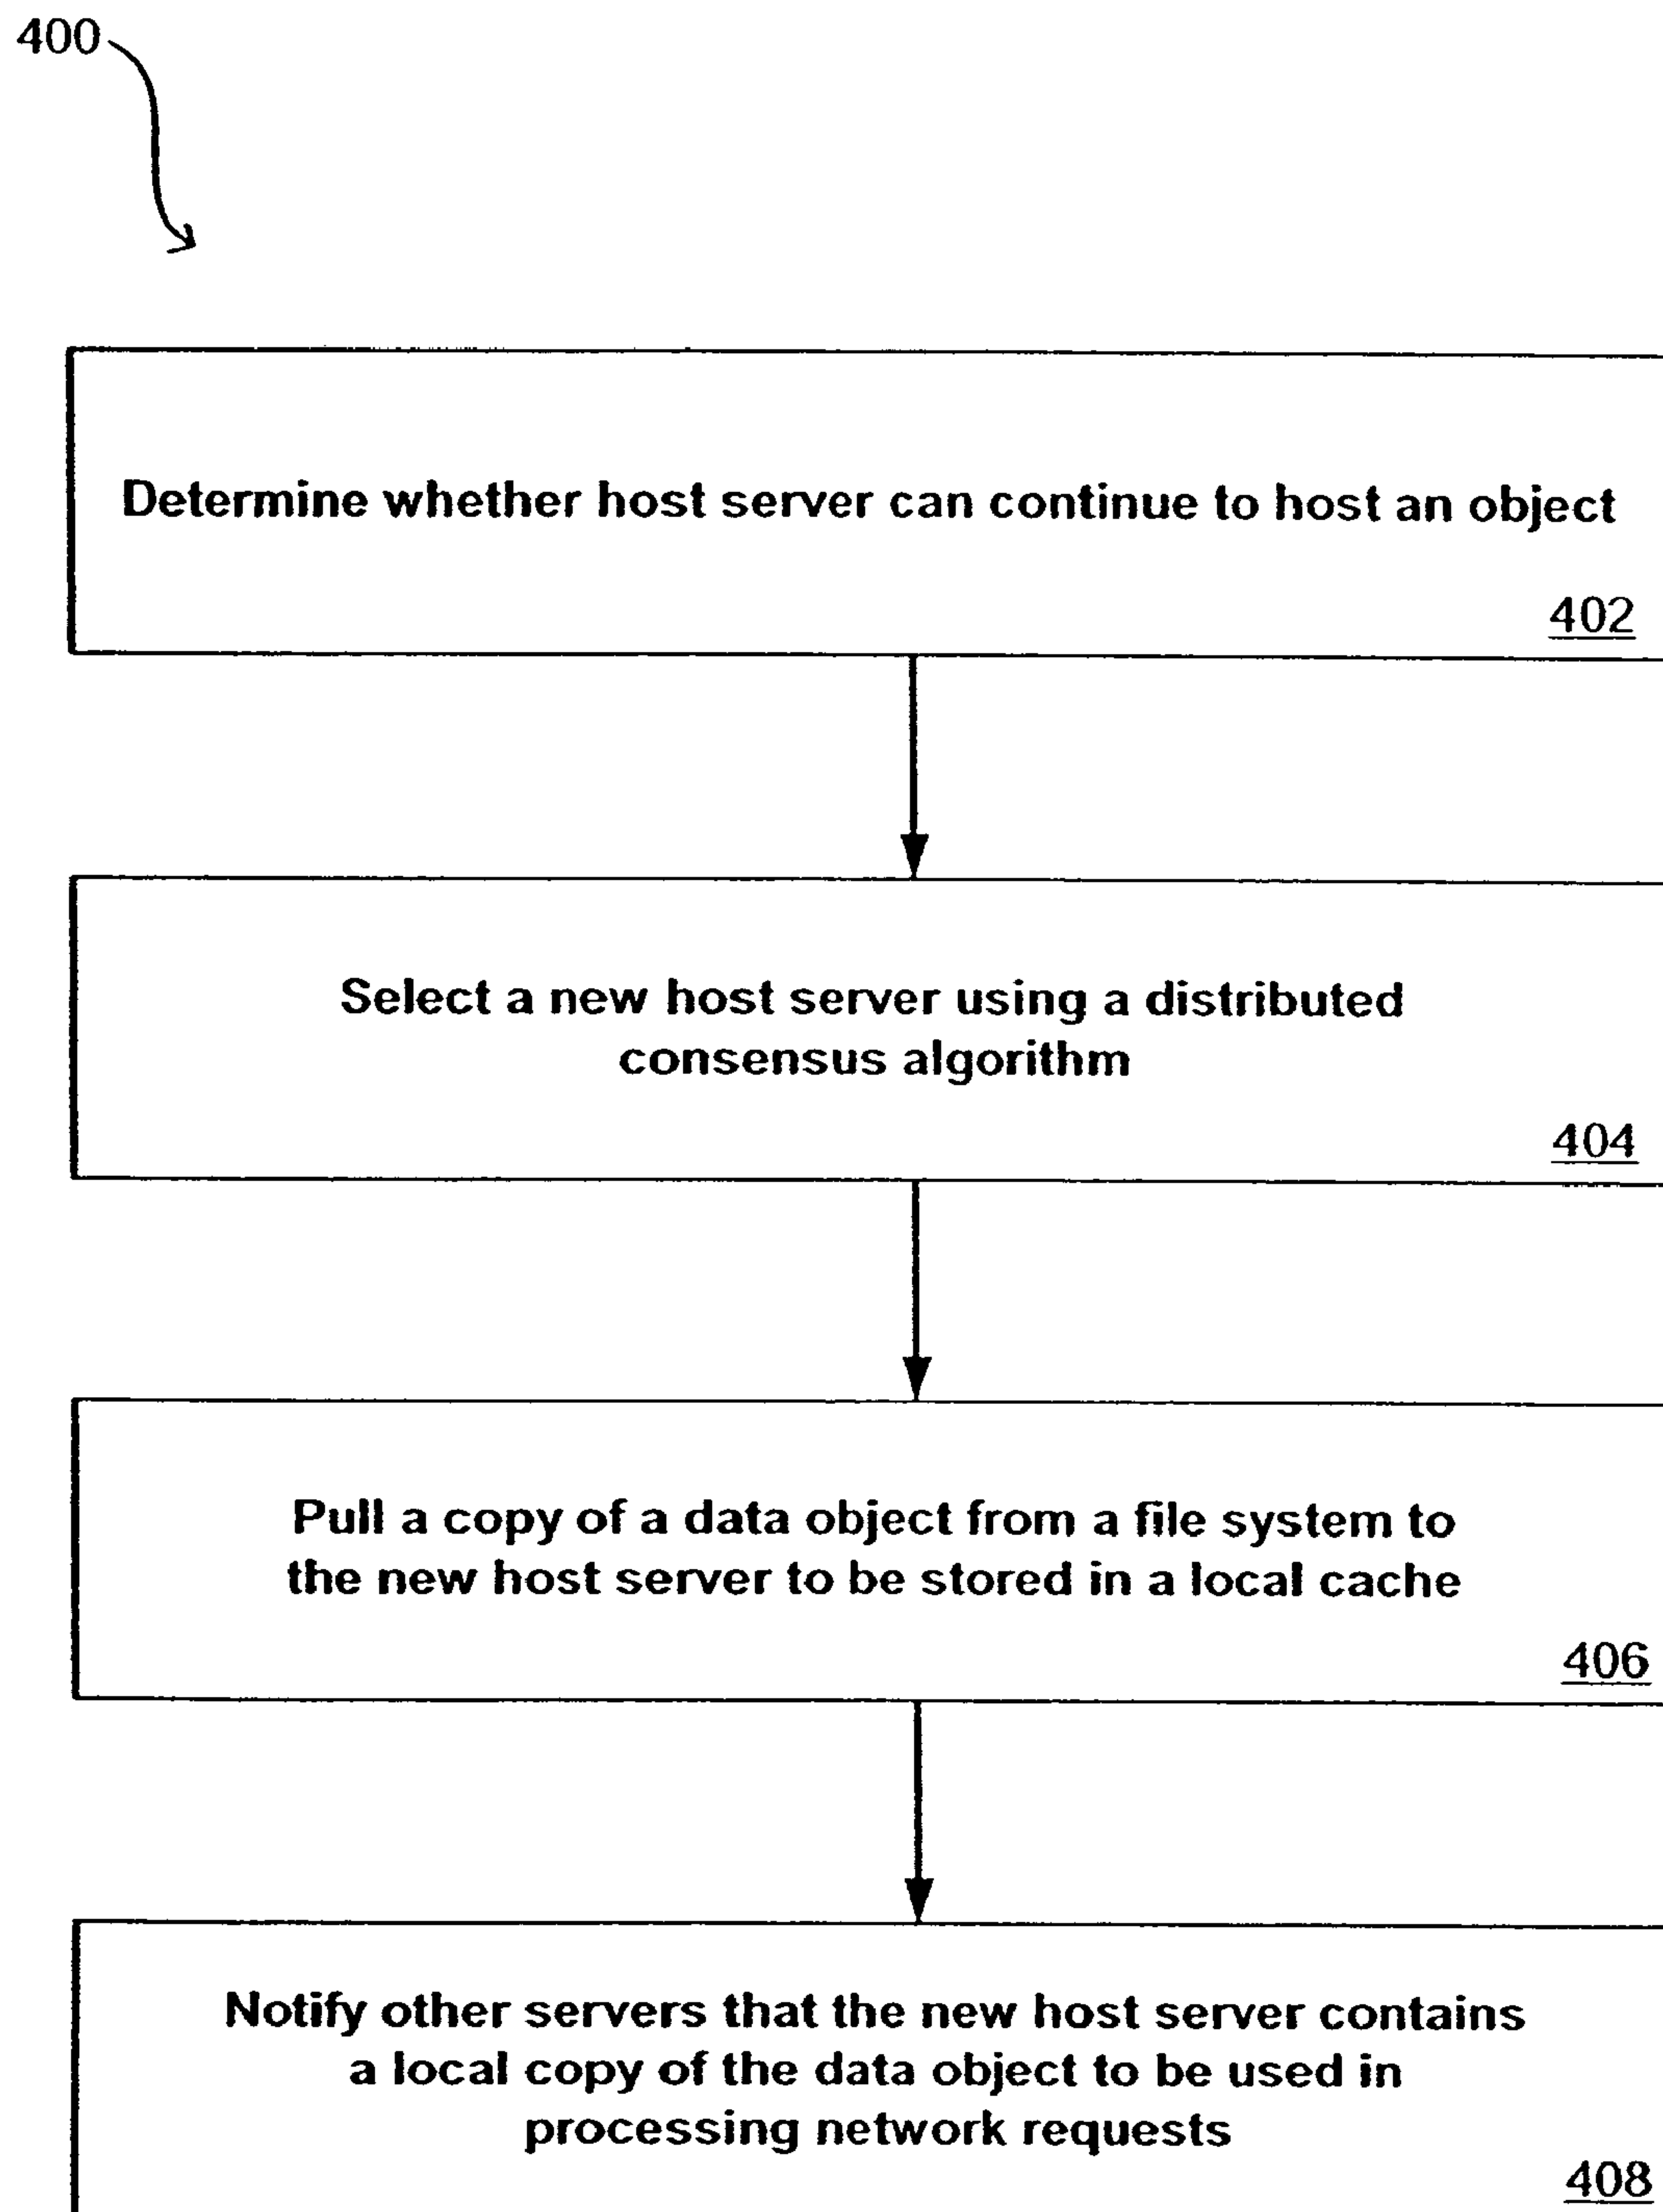 400
Determine whether host server can continue to host an object
402
Select a new host server using a distributed
consensus algorithm
404
Pull a copy of a data object from a file system to
the new host server to be stored in a local cache
406
Notify other servers that the new host server contains
a local copy of the data object to be used in
processing network requests
408